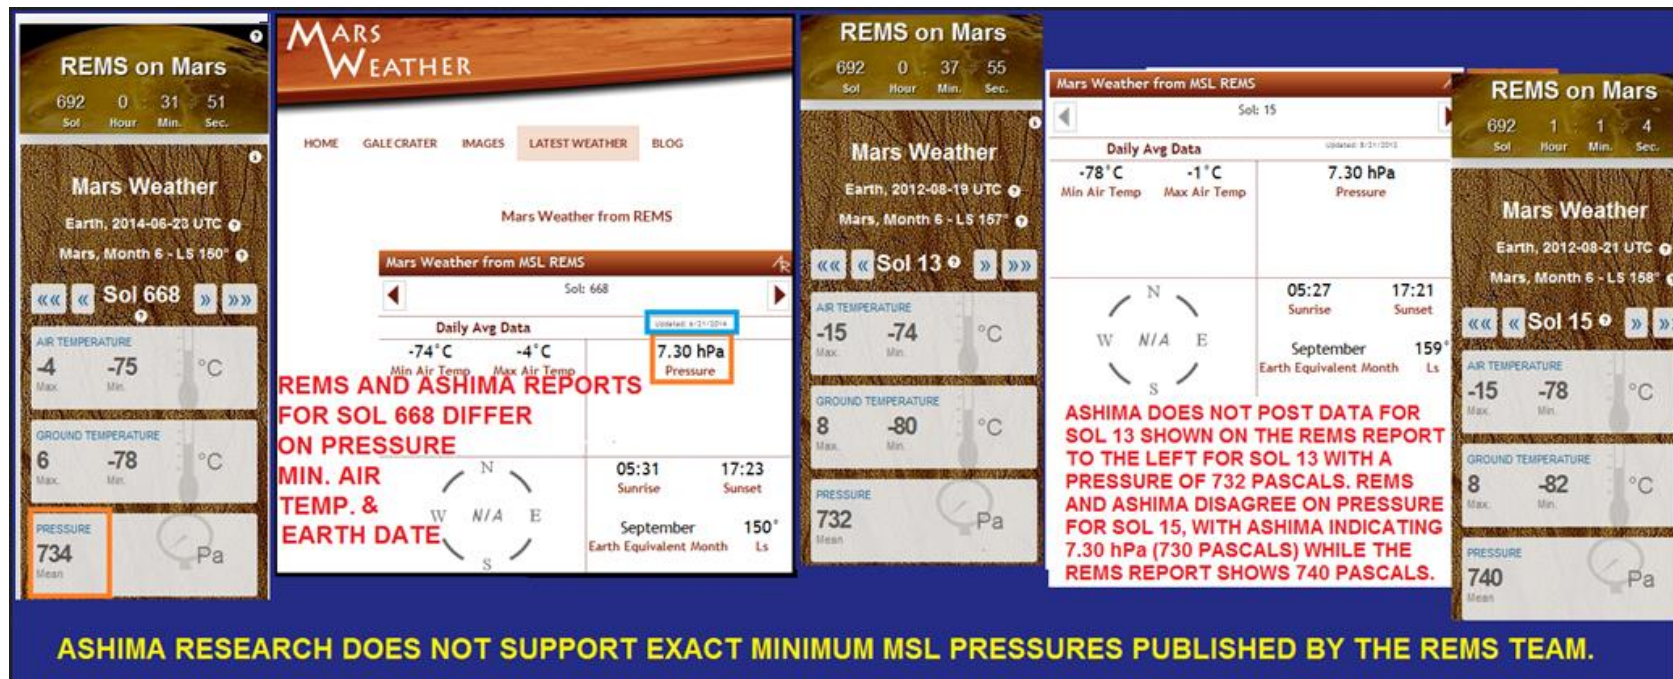 REMS on Mars
692 0 : 31 : 51
Sol Hour Min. Sec.
Mars Weather
Earth, 2014-06-23 UTC
Mars, Month 6 - LS 150°
«« « Sol 668 » »»
AIR TEMPERATURE
-4 -75 °C
Max. Min.
GROUND TEMPERATURE
6 -78 °C
Max. Min.
PRESSURE
734 Pa
Mean
MARS
WEATHER
HOME GALE CRATER IMAGES LATEST WEATHER BLOG
Mars Weather from REMS
Mars Weather from MSL REMS
Sol: 668
Daily Avg Data
-74°C -4°C 7.30 hPa
Min Air Temp Max Air Temp Pressure
REMS AND ASHIMA REPORTS
FOR SOL 668 DIFFER
ON PRESSURE
MIN. AIR
TEMP. &
EARTH DATE
N
W N/A E
S
05:31 17:23
Sunrise Sunset
September 150°
Earth Equivalent Month Ls
REMS on Mars
692 0 : 37 : 55
Sol Hour Min. Sec.
Mars Weather
Earth, 2012-08-19 UTC
Mars, Month 6 - LS 157°
«« « Sol 13 » »»
AIR TEMPERATURE
-15 -74 °C
Max. Min.
GROUND TEMPERATURE
8 -80 °C
Max. Min.
PRESSURE
732 Pa
Mean
Mars Weather from MSL REMS
Sol: 15
Daily Avg Data
-78°C -1°C 7.30 hPa
Min Air Temp Max Air Temp Pressure
N
W N/A E
S
05:27 17:21
Sunrise Sunset
September 159°
Earth Equivalent Month Ls
ASHIMA DOES NOT POST DATA FOR
SOL 13 SHOWN ON THE REMS REPORT
TO THE LEFT FOR SOL 13 WITH A
PRESSURE OF 732 PASCALS. REMS
AND ASHIMA DISAGREE ON PRESSURE
FOR SOL 15, WITH ASHIMA INDICATING
7.30 hPa (730 PASCALS) WHILE THE
REMS REPORT SHOWS 740 PASCALS.
REMS on Mars
692 1 : 1 : 4
Sol Hour Min. Sec.
Mars Weather
Earth, 2012-08-21 UTC
Mars, Month 6 - LS 158°
«« « Sol 15 » »»
AIR TEMPERATURE
-15 -78 °C
Max. Min.
GROUND TEMPERATURE
8 -82 °C
Max. Min.
PRESSURE
740 Pa
Mean
ASHIMA RESEARCH DOES NOT SUPPORT EXACT MINIMUM MSL PRESSURES PUBLISHED BY THE REMS TEAM.